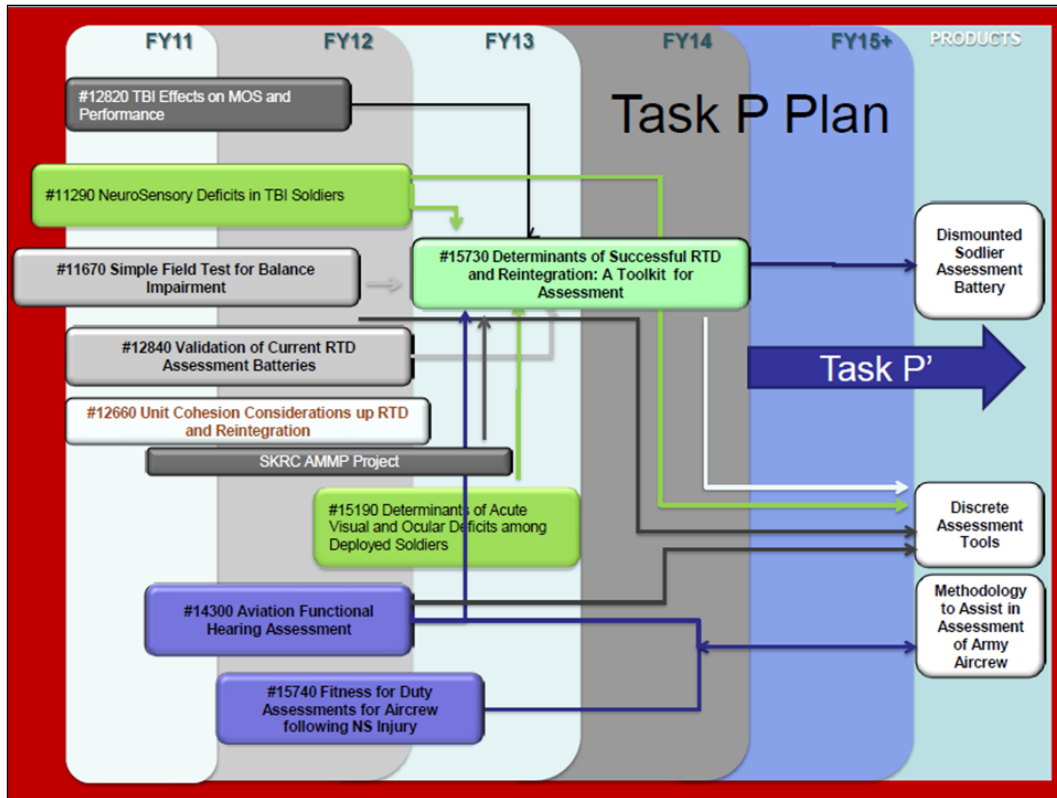 FY11 FY12 FY13 FY14 FY15+ PRODUCTS
Task P Plan
#12820 TBI Effects on MOS and
Performance
#11290 NeuroSensory Deficits in TBI Soldiers
#11670 Simple Field Test for Balance
Impairment
#15730 Determinants of Successful RTD
and Reintegration: A Toolkit for
Assessment
Dismounted
Sodlier
Assessment
Battery
#12840 Validation of Current RTD
Assessment Batteries
Task P'
#12660 Unit Cohesion Considerations up RTD
and Reintegration
SKRC AMMP Project
#15190 Determinants of Acute
Visual and Ocular Deficits among
Deployed Soldiers
Discrete
Assessment
Tools
#14300 Aviation Functional
Hearing Assessment
Methodology
to Assist in
Assessment
of Army
Aircrew
#15740 Fitness for Duty
Assessments for Aircrew
following NS Injury